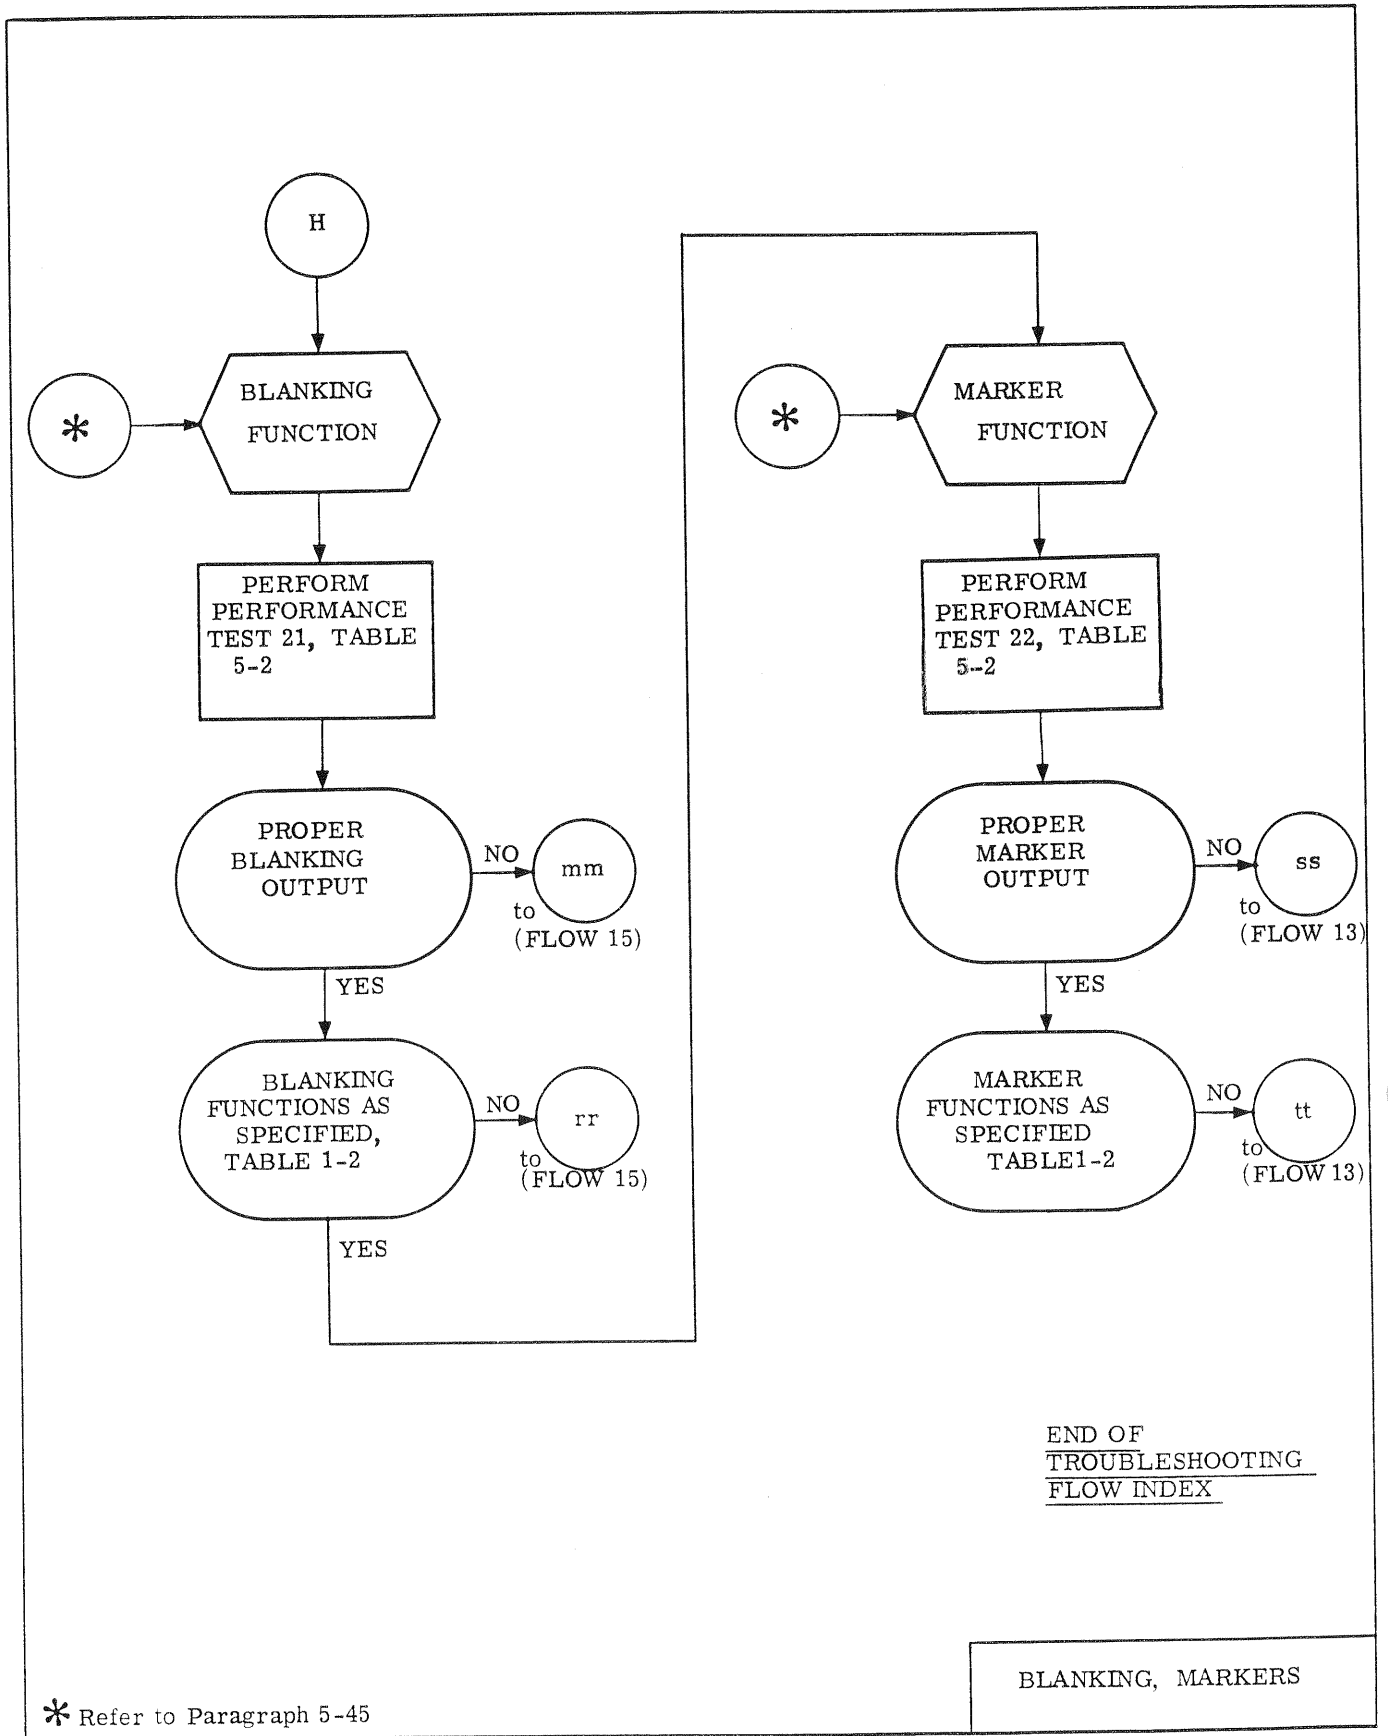 H
*
BLANKING
FUNCTION
PERFORM
PERFORMANCE
TEST 21, TABLE
5-2
PROPER
BLANKING
OUTPUT
NO
mm
to
(FLOW 15)
YES
BLANKING
FUNCTIONS AS
SPECIFIED,
TABLE 1-2
NO
rr
to
(FLOW 15)
YES
*
MARKER
FUNCTION
PERFORM
PERFORMANCE
TEST 22, TABLE
5-2
PROPER
MARKER
OUTPUT
NO
ss
to
(FLOW 13)
YES
MARKER
FUNCTIONS AS
SPECIFIED
TABLE1-2
NO
tt
to
(FLOW 13)
END OF
TROUBLESHOOTING
FLOW INDEX
BLANKING, MARKERS
* Refer to Paragraph 5-45